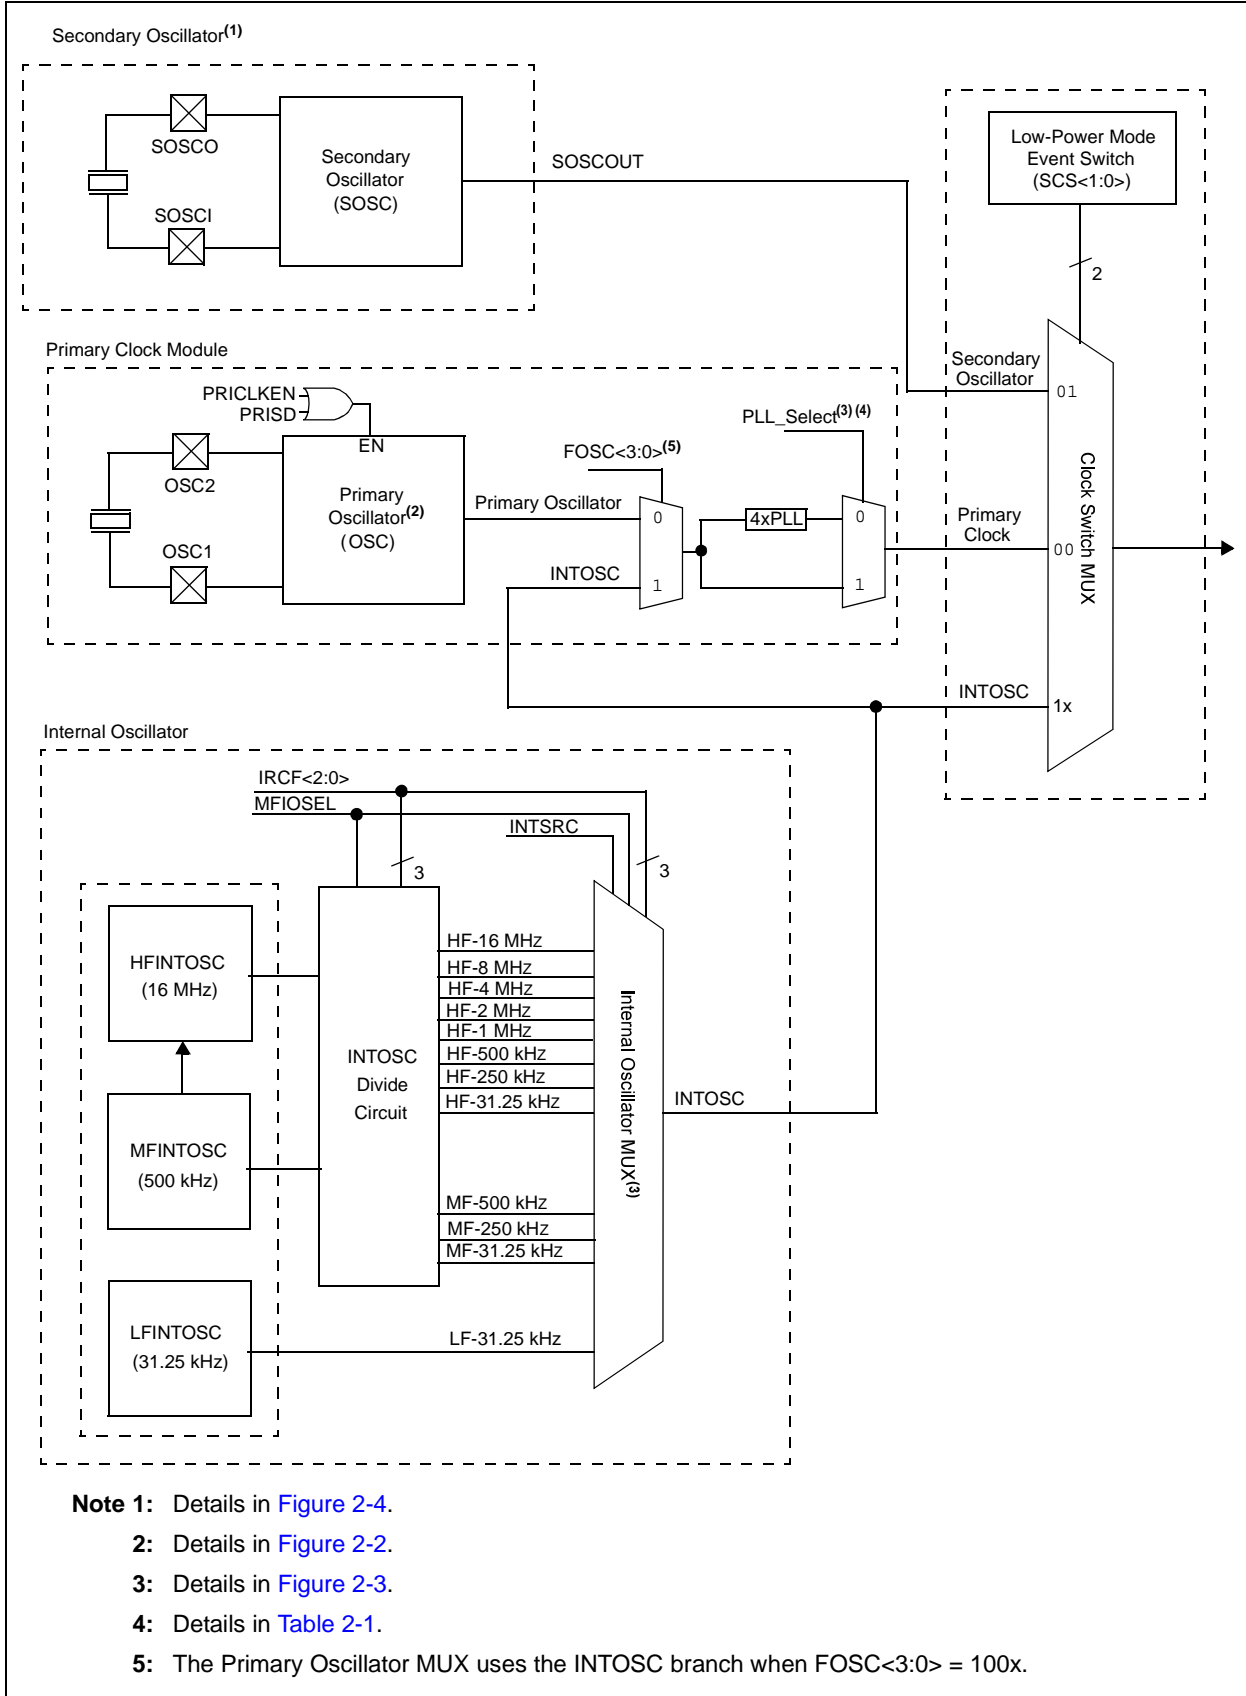 Secondary Oscillator(1)
SOSCO
SOSCI
Secondary
Oscillator
(SOSC)
SOSCOUT
Low-Power Mode
Event Switch
(SCS<1:0>)
2
Primary Clock Module
PRICLKEN
PRISD
EN
OSC2
OSC1
Primary
Oscillator(2)
(OSC)
Primary Oscillator
INTOSC
FOSC<3:0>(5)
0
1
4xPLL
PLL_Select(3) (4)
0
1
Secondary
Oscillator
01
Primary
Clock
00
INTOSC
1x
Clock Switch MUX
Internal Oscillator
IRCF<2:0>
MFIOSEL
INTSRC
3
3
HFINTOSC
(16 MHz)
MFINTOSC
(500 kHz)
LFINTOSC
(31.25 kHz)
INTOSC
Divide
Circuit
HF-16 MHz
HF-8 MHz
HF-4 MHz
HF-2 MHz
HF-1 MHz
HF-500 kHz
HF-250 kHz
HF-31.25 kHz
MF-500 kHz
MF-250 kHz
MF-31.25 kHz
LF-31.25 kHz
Internal Oscillator MUX(3)
INTOSC
Note 1: Details in Figure 2-4.
2: Details in Figure 2-2.
3: Details in Figure 2-3.
4: Details in Table 2-1.
5: The Primary Oscillator MUX uses the INTOSC branch when FOSC<3:0> = 100x.